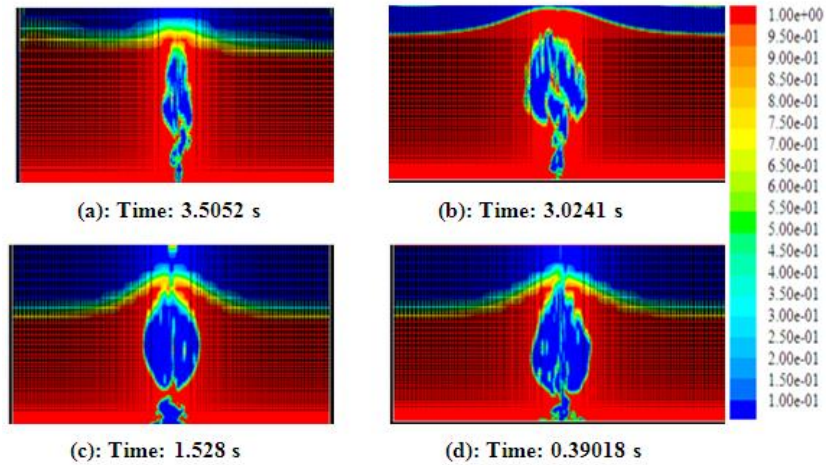 (a): Time: 3.5052 s
(b): Time: 3.0241 s
(c): Time: 1.528 s
(d): Time: 0.39018 s
1.00e+00
9.50e-01
9.00e-01
8.50e-01
8.00e-01
7.50e-01
7.00e-01
6.50e-01
6.00e-01
5.50e-01
5.00e-01
4.50e-01
4.00e-01
3.50e-01
3.00e-01
2.50e-01
2.00e-01
1.50e-01
1.00e-01